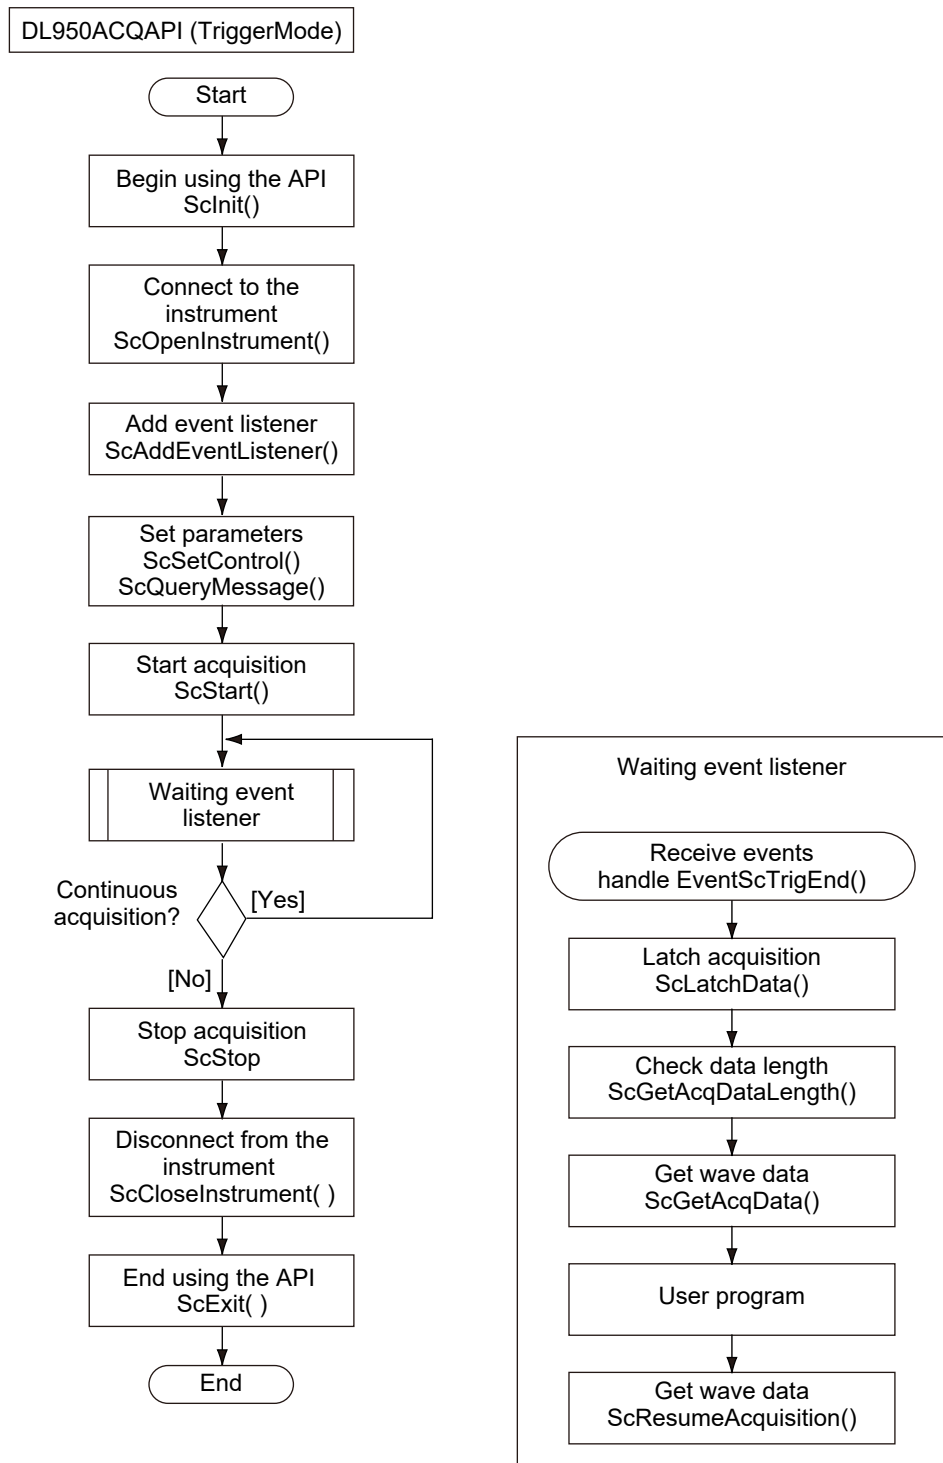 DL950ACQAPI (TriggerMode)
Start
Begin using the API
ScInit()
Connect to the
instrument
ScOpenInstrument()
Add event listener
ScAddEventListener()
Set parameters
ScSetControl()
ScQueryMessage()
Start acquisition
ScStart()
Waiting event
listener
Continuous
acquisition?
[Yes]
[No]
Stop acquisition
ScStop
Disconnect from the
instrument
ScCloseInstrument( )
End using the API
ScExit( )
End
Waiting event listener
Receive events
handle EventScTrigEnd()
Latch acquisition
ScLatchData()
Check data length
ScGetAcqDataLength()
Get wave data
ScGetAcqData()
User program
Get wave data
ScResumeAcquisition()